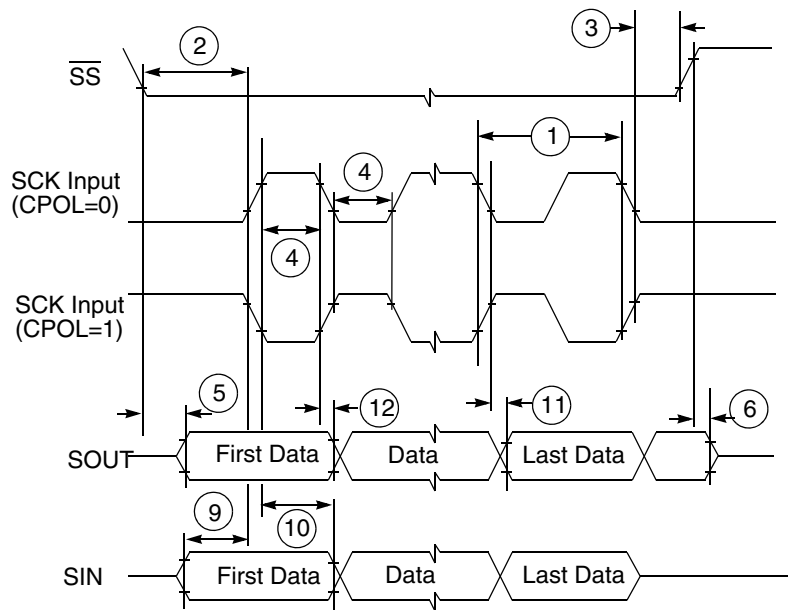 2
3
S̅S̅
1
SCK Input
(CPOL=0)
4
4
SCK Input
(CPOL=1)
5
12
11
6
SOUT
First Data
Data
Last Data
9
10
SIN
First Data
Data
Last Data